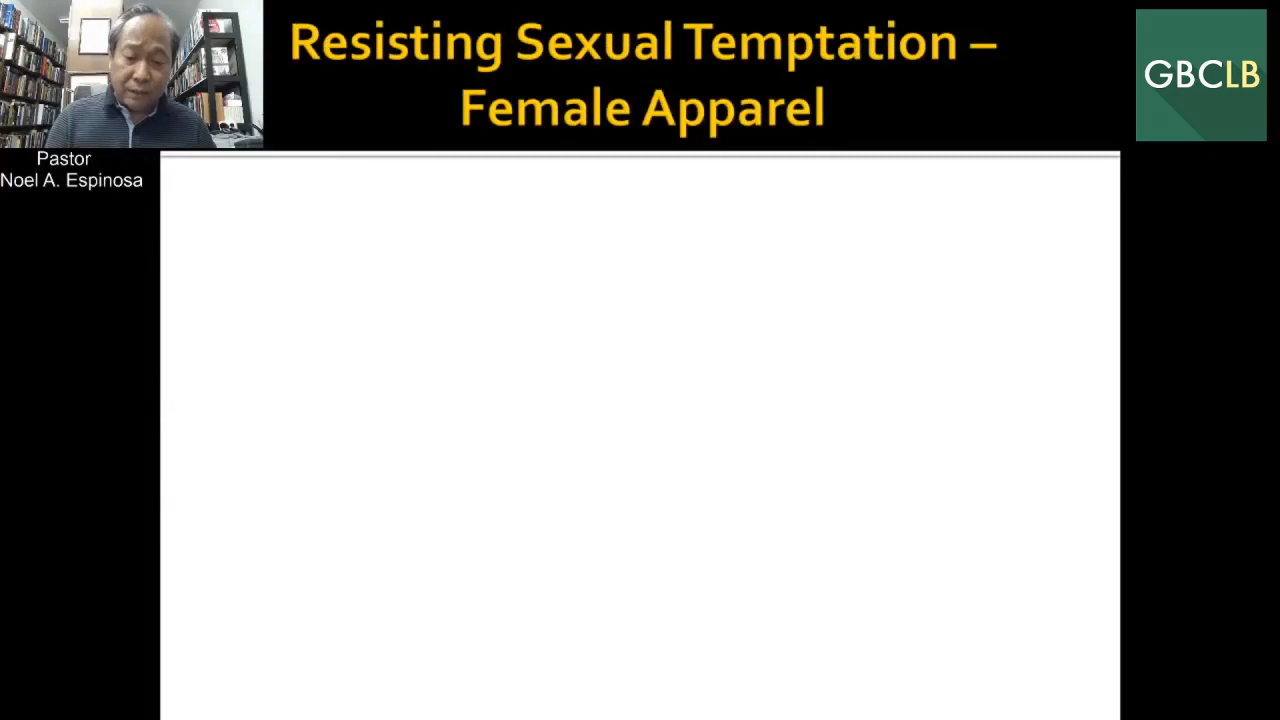 Resisting Sexual Temptation –
Female Apparel
GBCLB
Pastor
Noel A. Espinosa